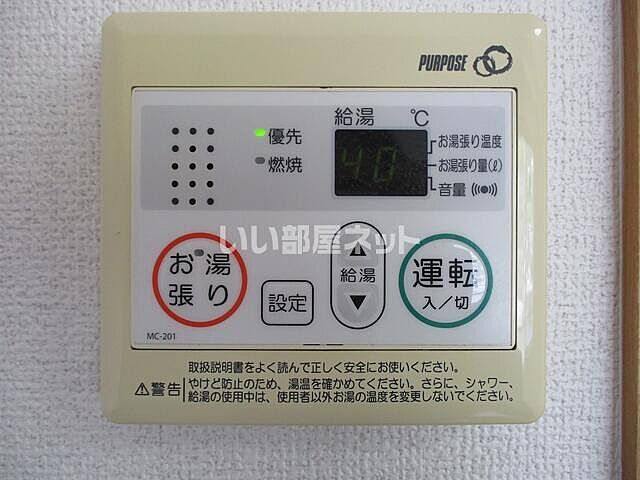 PURPOSE
給湯 ℃
優先
燃焼
40
お湯張り温度
お湯張り量(ℓ)
音量
いい部屋ネット
お湯張り
設定
給湯
運転
入/切
MC-201
取扱説明書をよく読んで正しく安全にお使いください。
⚠警告
やけど防止のため、湯温を確かめてください。さらに、シャワー、
給湯の使用中は、使用者以外お湯の温度を変更しないでください。